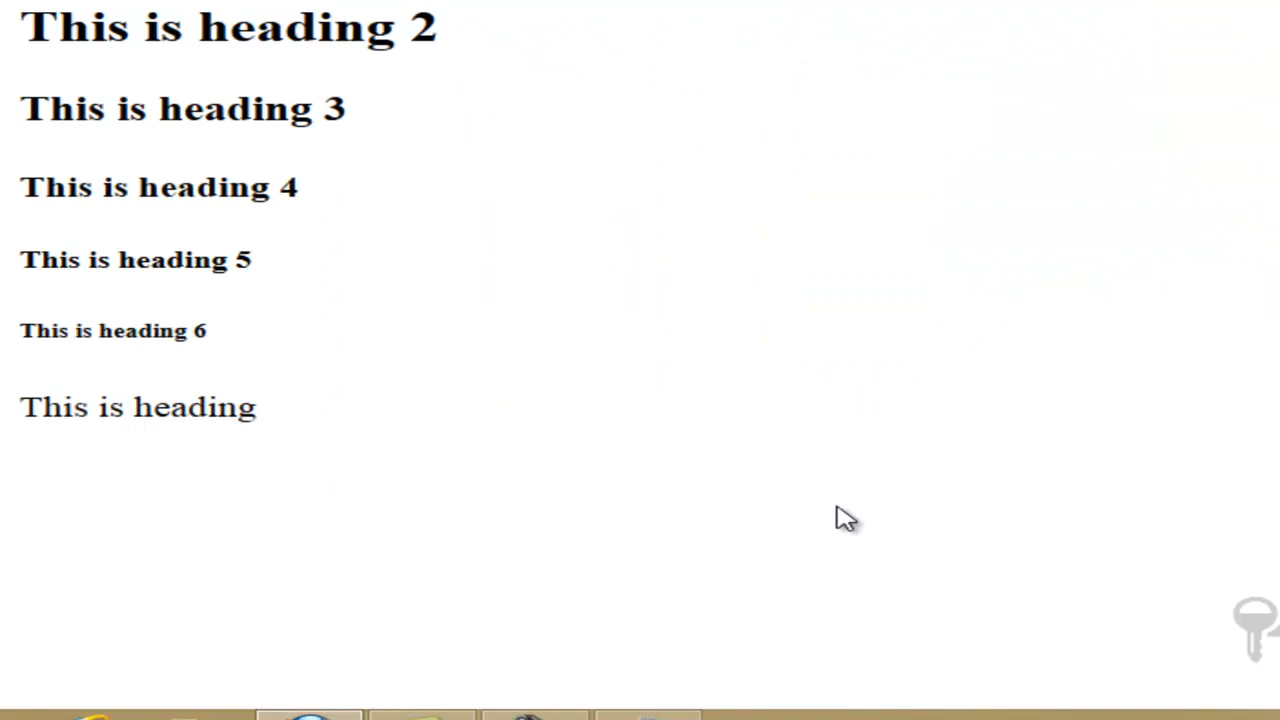 This is heading 2
This is heading 3
This is heading 4
This is heading 5
This is heading 6
This is heading